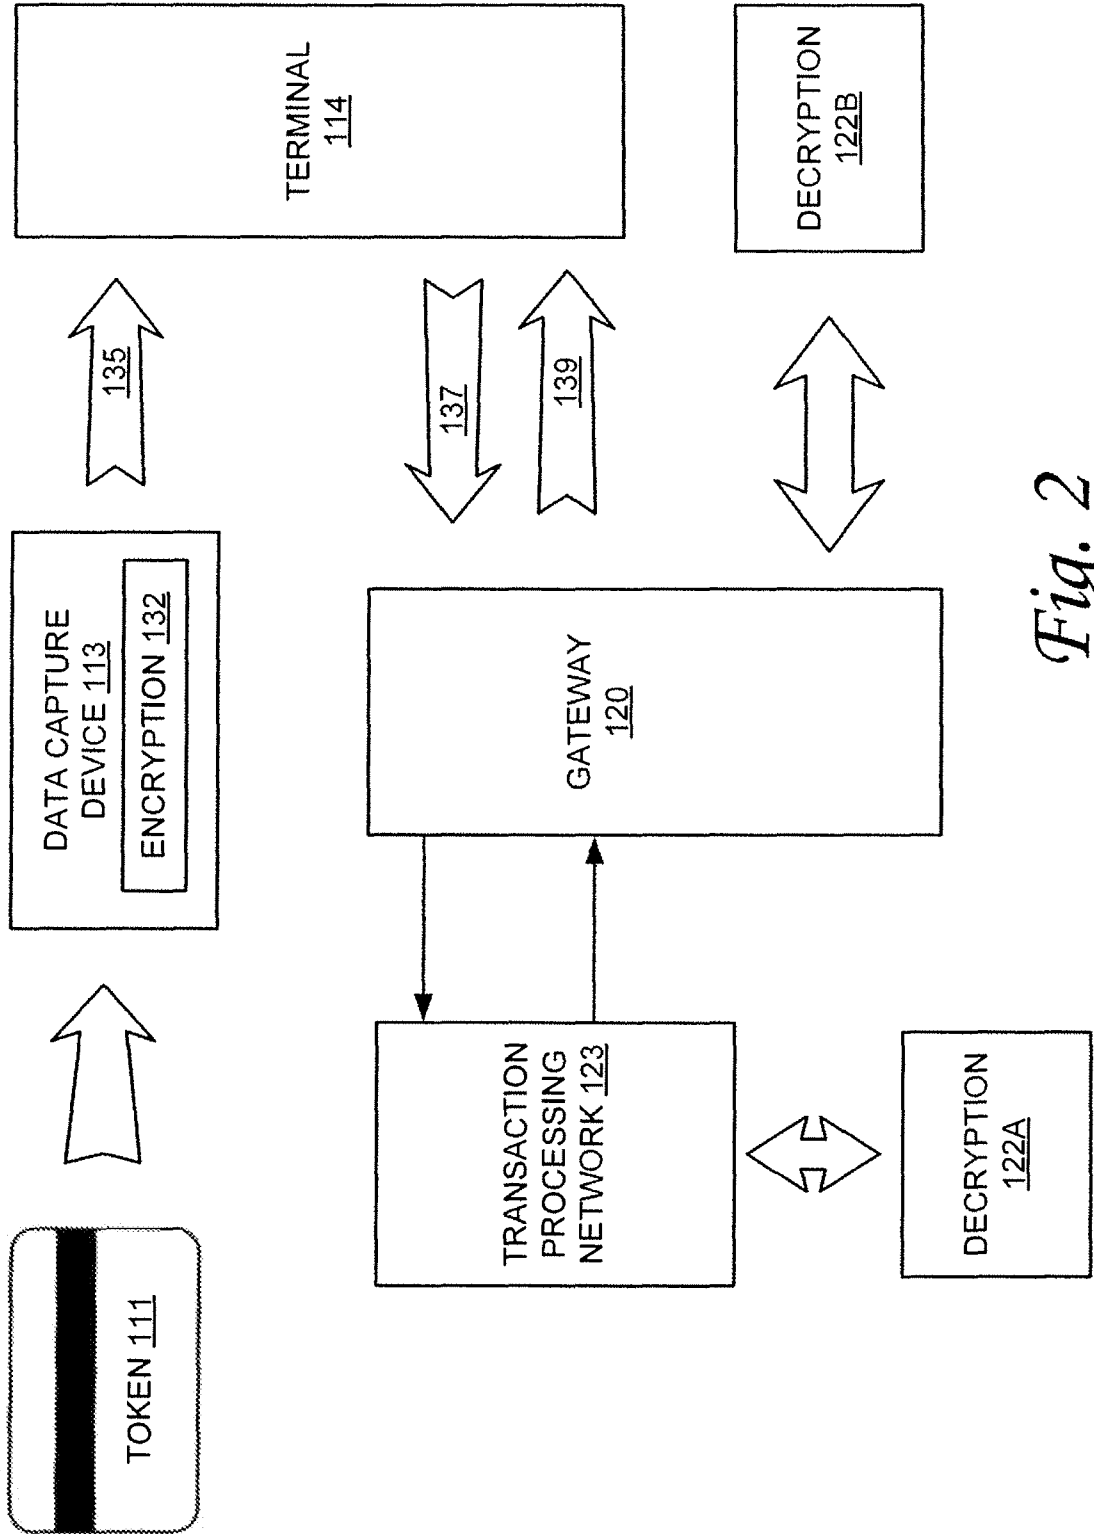 TOKEN 111
DATA CAPTURE
DEVICE 113
ENCRYPTION 132
135
TERMINAL
114
TRANSACTION
PROCESSING
NETWORK 123
GATEWAY
120
137
139
DECRYPTION
122A
DECRYPTION
122B
Fig. 2